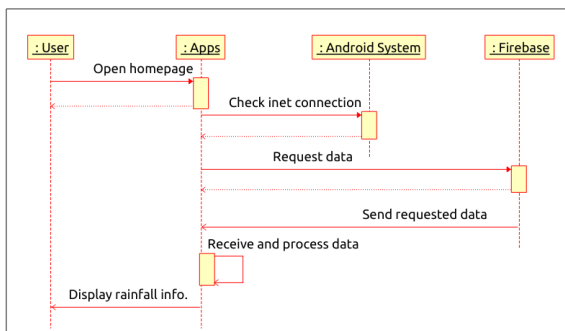 : User
: Apps
: Android System
: Firebase
Open homepage
Check inet connection
Request data
Send requested data
Receive and process data
Display rainfall info.